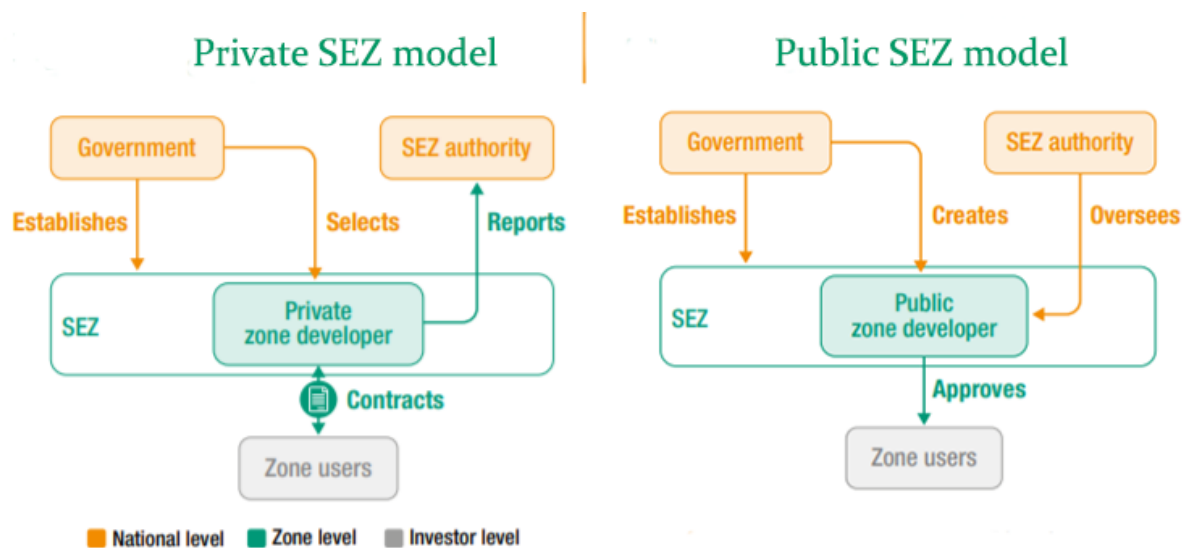 Private SEZ model
Government
SEZ authority
Establishes
Selects
Reports
SEZ
Private
zone developer
Contracts
Zone users
National level
Zone level
Investor level
Public SEZ model
Government
SEZ authority
Establishes
Creates
Oversees
SEZ
Public
zone developer
Approves
Zone users